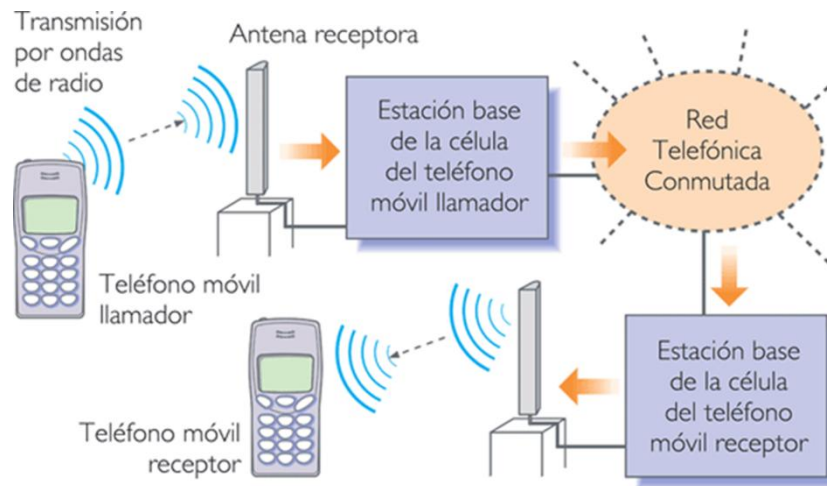 Transmisión
por ondas
de radio
Antena receptora
Estación base
de la célula
del teléfono
móvil llamador
Red
Telefónica
Conmutada
Teléfono móvil
llamador
Estación base
de la célula
del teléfono
móvil receptor
Teléfono móvil
receptor